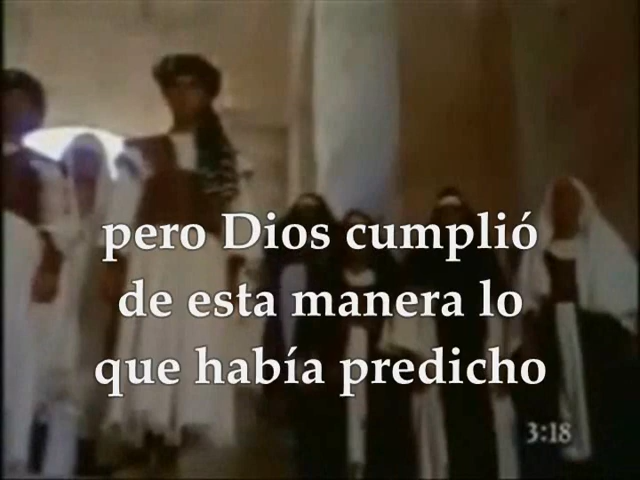 pero Dios cumplió
de esta manera lo
que había predicho
3:18